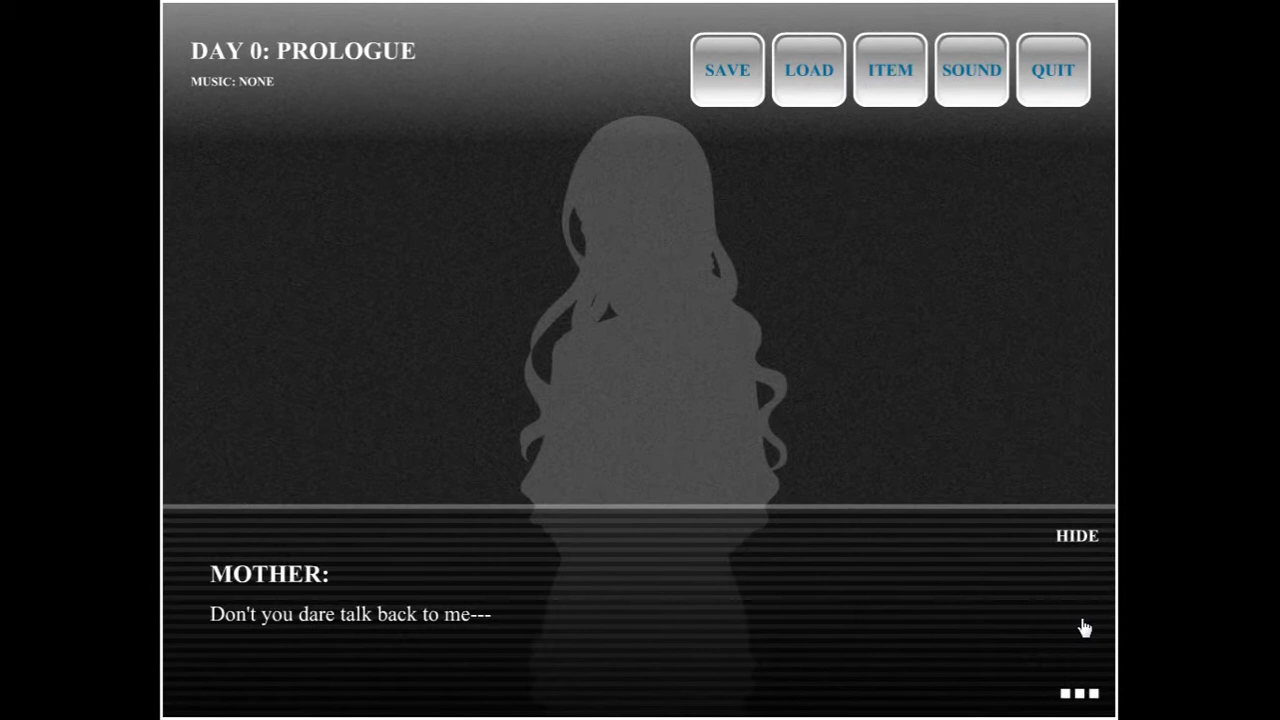 DAY 0: PROLOGUE
MUSIC: NONE
SAVE LOAD ITEM SOUND QUIT
HIDE
MOTHER:
Don't you dare talk back to me---